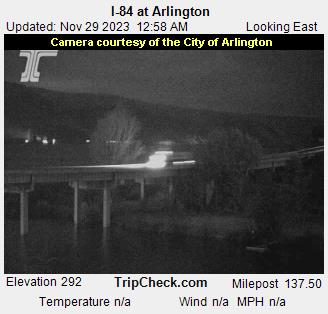 I-84 at Arlington
Updated: Nov 29 2023 12:58 AM Looking East
Camera courtesy of the City of Arlington
Elevation 292 TripCheck.com Milepost 137.50
Temperature n/a Wind n/a MPH n/a